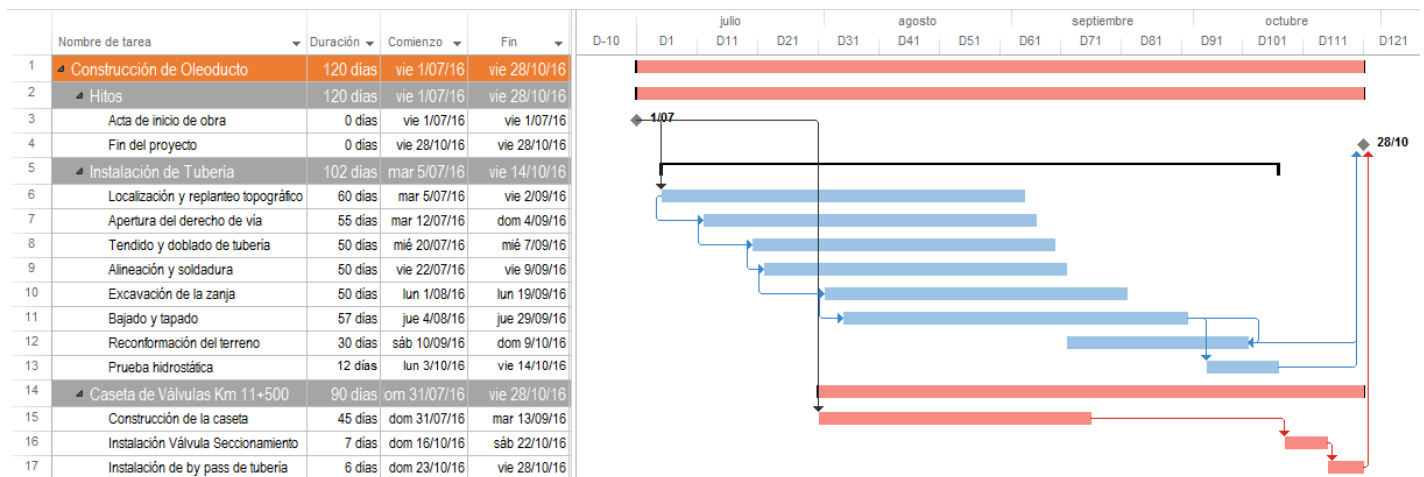 julio agosto septiembre octubre
Nombre de tarea Duración Comienzo Fin D-10 D1 D11 D21 D31 D41 D51 D61 D71 D81 D91 D101 D111 D121
1 Construcción de Oleoducto 120 días vie 1/07/16 vie 28/10/16
2 Hitos 120 días vie 1/07/16 vie 28/10/16
3 Acta de inicio de obra 0 días vie 1/07/16 vie 1/07/16 1/07
4 Fin del proyecto 0 días vie 28/10/16 vie 28/10/16 28/10
5 Instalación de Tuberia 102 días mar 5/07/16 vie 14/10/16
6 Localización y replanteo topográfico 60 días mar 5/07/16 vie 2/09/16
7 Apertura del derecho de vía 55 días mar 12/07/16 dom 4/09/16
8 Tendido y doblado de tubería 50 días mié 20/07/16 mié 7/09/16
9 Alineación y soldadura 50 días vie 22/07/16 vie 9/09/16
10 Excavación de la zanja 50 días lun 1/08/16 lun 19/09/16
11 Bajado y tapado 57 días jue 4/08/16 jue 29/09/16
12 Reconformación del terreno 30 días sáb 10/09/16 dom 9/10/16
13 Prueba hidrostática 12 días lun 3/10/16 vie 14/10/16
14 Caseta de Válvulas Km 11+500 90 días om 31/07/16 vie 28/10/16
15 Construcción de la caseta 45 días dom 31/07/16 mar 13/09/16
16 Instalación Válvula Seccionamiento 7 días dom 16/10/16 sáb 22/10/16
17 Instalación de by pass de tubería 6 días dom 23/10/16 vie 28/10/16